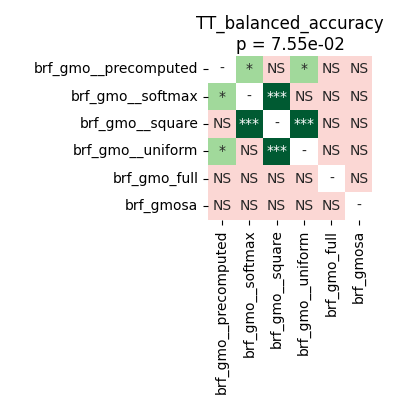 TT_balanced_accuracy
p = 7.55e-02
brf_gmo__precomputed - * NS * NS NS
brf_gmo__softmax * - *** NS NS NS
brf_gmo__square NS *** - *** NS NS
brf_gmo__uniform * NS *** - NS NS
brf_gmo_full NS NS NS NS - NS
brf_gmosa NS NS NS NS NS -
brf_gmo__precomputed
brf_gmo__softmax
brf_gmo__square
brf_gmo__uniform
brf_gmo_full
brf_gmosa